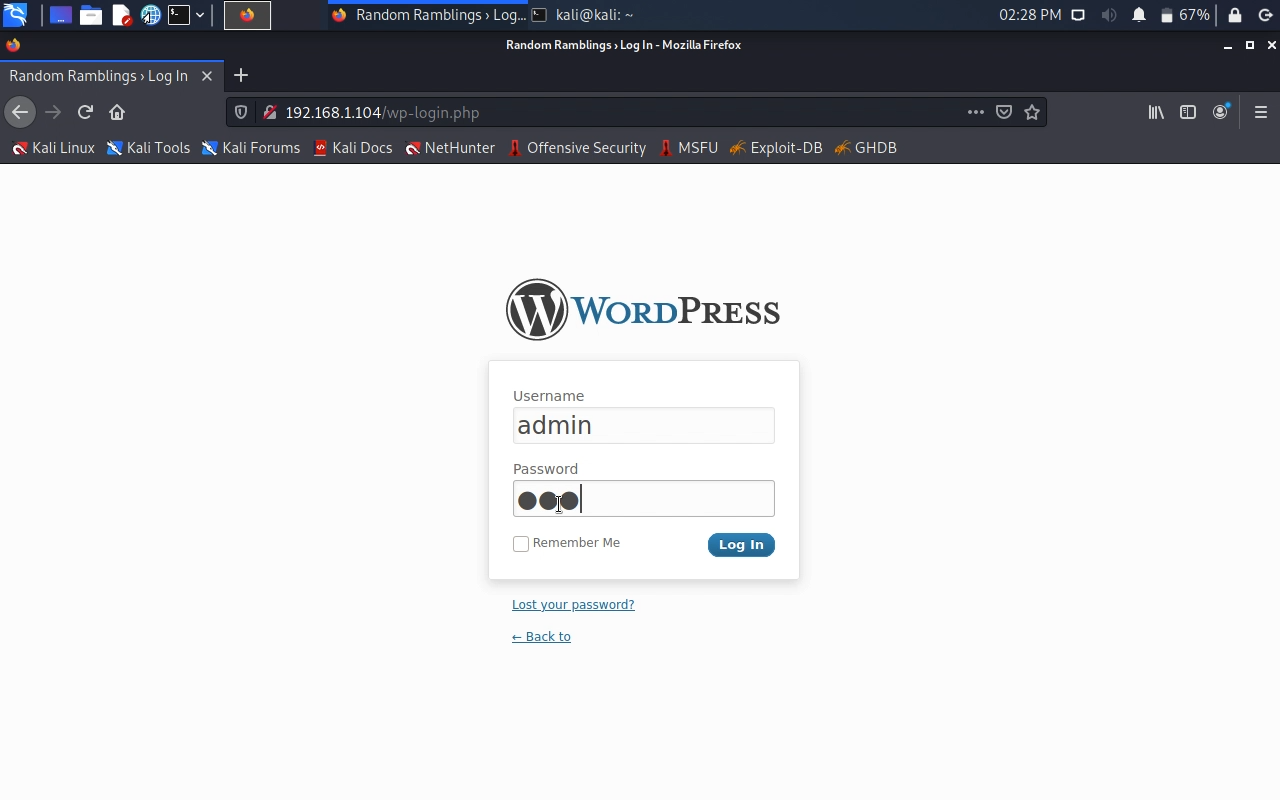 Random Ramblings › Log... kali@kali: ~ 02:28 PM 67%
Random Ramblings › Log In - Mozilla Firefox
Random Ramblings › Log In
192.168.1.104/wp-login.php
Kali Linux Kali Tools Kali Forums Kali Docs NetHunter Offensive Security MSFU Exploit-DB GHDB
WORDPRESS
Username
admin
Password
●●●
Remember Me Log In
Lost your password?
← Back to